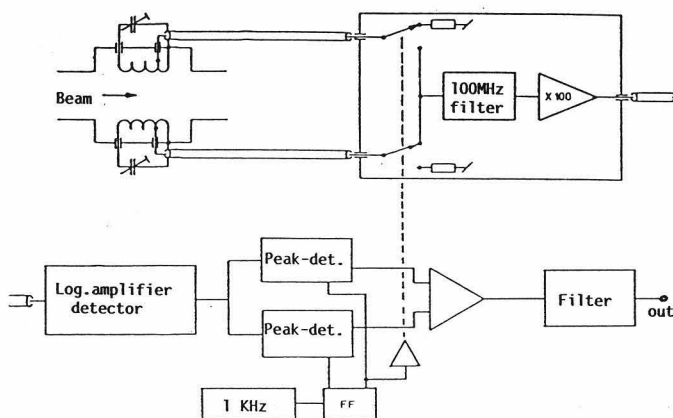 Beam
100MHz
filter
X 100
Log.amplifier
detector
Peak-det.
Peak-det.
Filter
out
1 KHz
FF